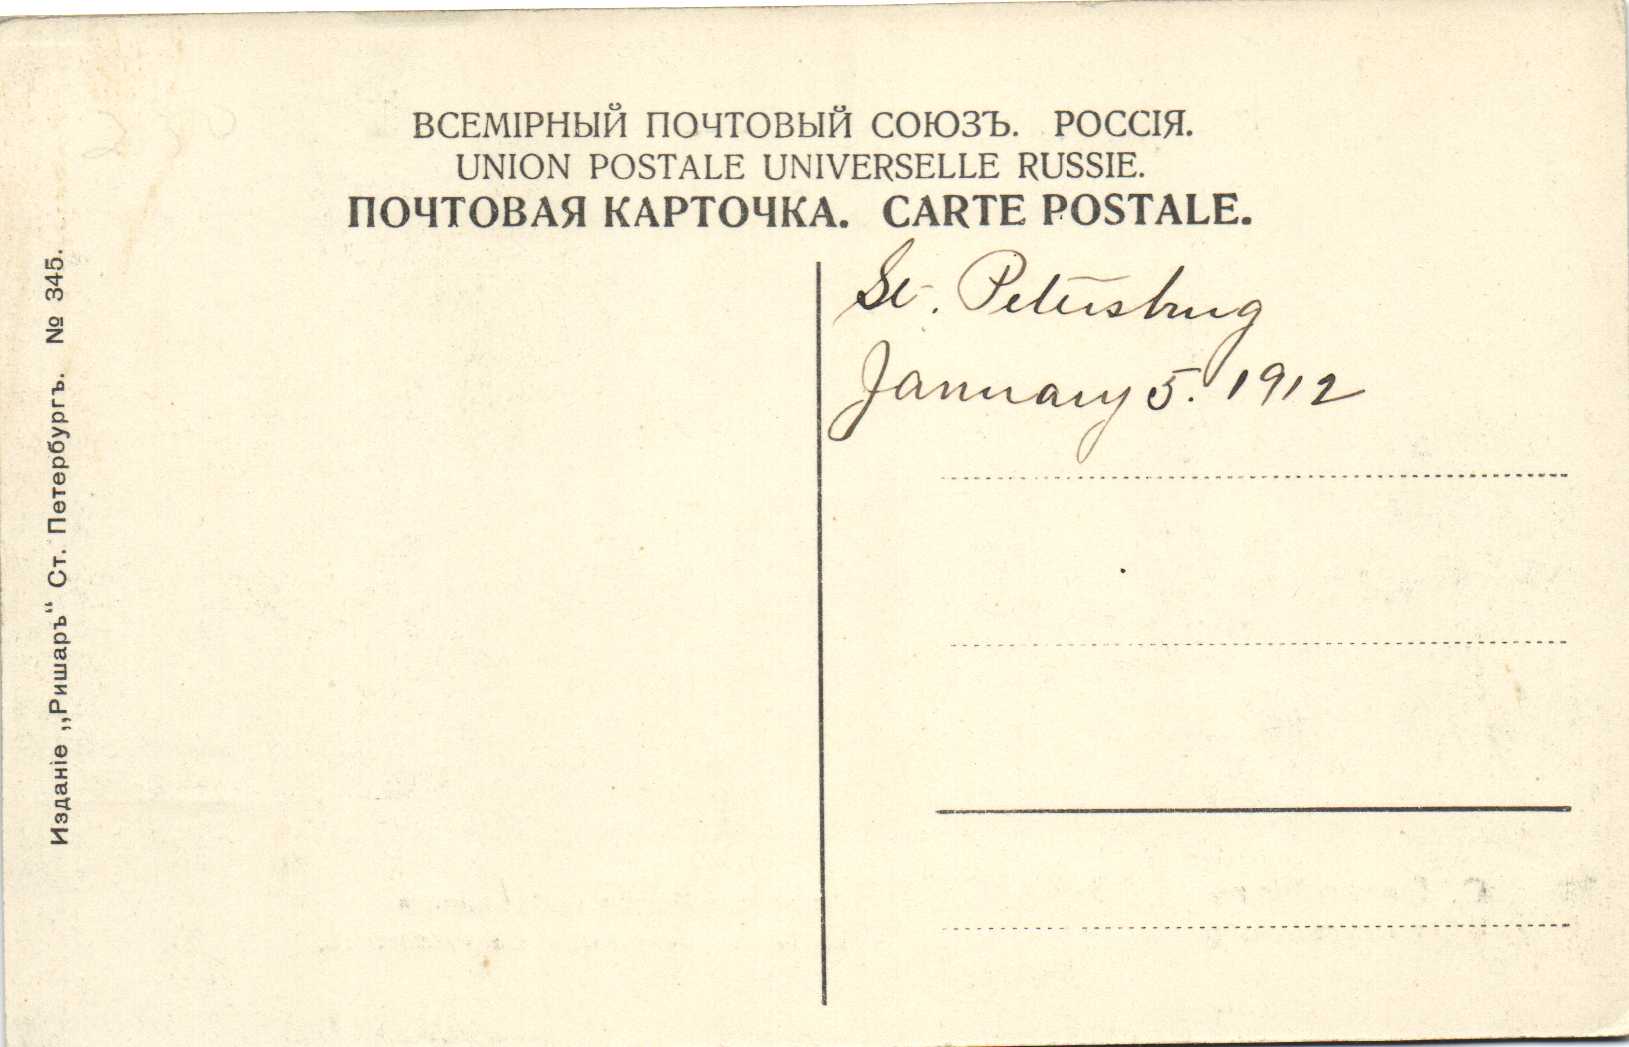 ВСЕМІРНЫЙ ПОЧТОВЫЙ СОЮЗЪ. РОССІЯ.
UNION POSTALE UNIVERSELLE RUSSIE.
ПОЧТОВАЯ КАРТОЧКА. CARTE POSTALE.
St. Petersburg
January 5. 1912
Изданіе „Ришаръ“ Ст. Петербургъ. № 345.